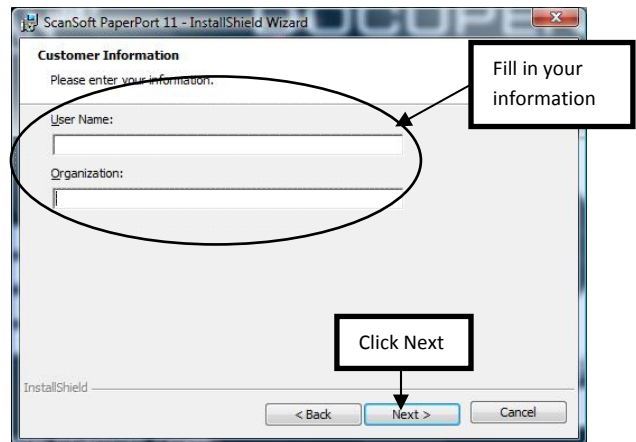 ScanSoft PaperPort 11 - InstallShield Wizard
Customer Information
Please enter your information.
Fill in your
information
User Name:
Organization:
Click Next
InstallShield
< Back
Next >
Cancel